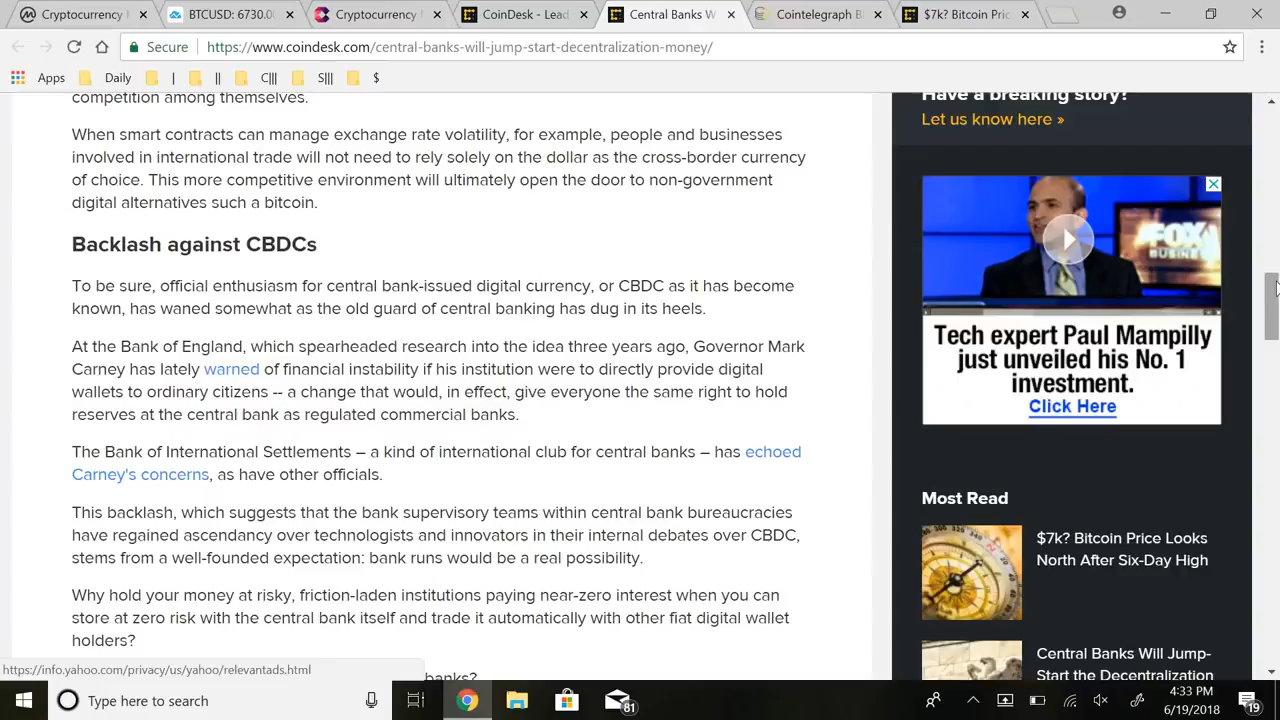 Cryptocurrency
BTCUSD: 6730.0
Cryptocurrency
CoinDesk - Lead
Central Banks W
Cointelegraph B
$7k? Bitcoin Pric
Secure
https://www.coindesk.com/central-banks-will-jump-start-decentralization-money/
Apps
Daily
|
||
C|||
S|||
$
competition among themselves.
When smart contracts can manage exchange rate volatility, for example, people and businesses
involved in international trade will not need to rely solely on the dollar as the cross-border currency
of choice. This more competitive environment will ultimately open the door to non-government
digital alternatives such a bitcoin.
Backlash against CBDCs
To be sure, official enthusiasm for central bank-issued digital currency, or CBDC as it has become
known, has waned somewhat as the old guard of central banking has dug in its heels.
At the Bank of England, which spearheaded research into the idea three years ago, Governor Mark
Carney has lately warned of financial instability if his institution were to directly provide digital
wallets to ordinary citizens -- a change that would, in effect, give everyone the same right to hold
reserves at the central bank as regulated commercial banks.
The Bank of International Settlements – a kind of international club for central banks – has echoed
Carney's concerns, as have other officials.
This backlash, which suggests that the bank supervisory teams within central bank bureaucracies
have regained ascendancy over technologists and innovators in their internal debates over CBDC,
stems from a well-founded expectation: bank runs would be a real possibility.
Why hold your money at risky, friction-laden institutions paying near-zero interest when you can
store at zero risk with the central bank itself and trade it automatically with other fiat digital wallet
holders?
banks?
https://info.yahoo.com/privacy/us/yahoo/relevantads.html
Have a breaking story?
Let us know here »
FOX
BUSINESS
Tech expert Paul Mampilly
just unveiled his No. 1
investment.
Click Here
Most Read
$7k? Bitcoin Price Looks
North After Six-Day High
Central Banks Will Jump-
Start the Decentralization
Type here to search
81
4:33 PM
6/19/2018
19